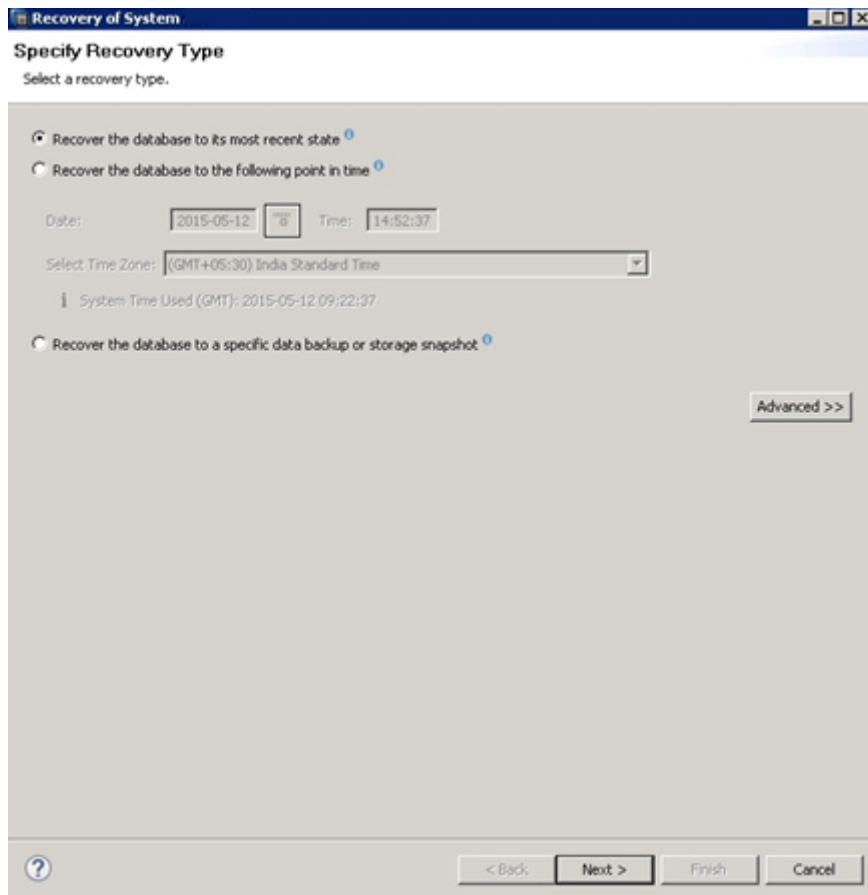 Recovery of System
Specify Recovery Type
Select a recovery type.
Recover the database to its most recent state
Recover the database to the following point in time
Date: 2015-05-12 Time: 14:52:37
Select Time Zone: (GMT+05:30) India Standard Time
i System Time Used (GMT): 2015-05-12 09:22:37
Recover the database to a specific data backup or storage snapshot
Advanced >>
? < Back Next > Finish Cancel